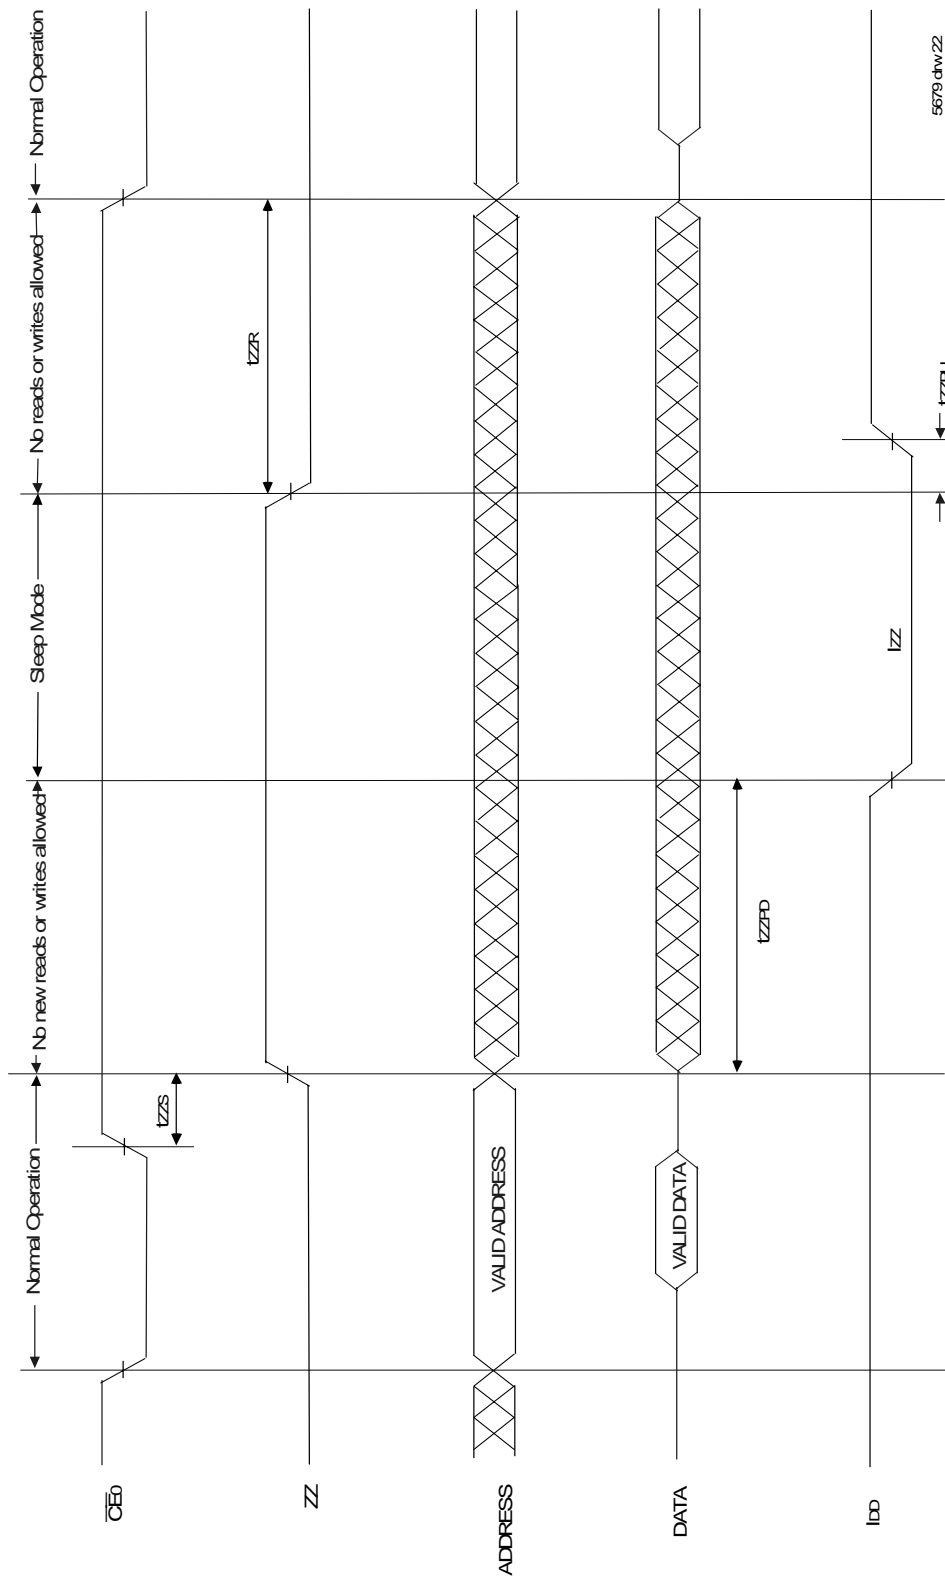 Normal Operation
No new reads or writes allowed
Sleep Mode
No reads or writes allowed
Normal Operation
CE0
tZZS
ZZ
tZZR
ADDRESS
VALID ADDRESS
DATA
VALID DATA
tZZPD
IDD
IZZ
tZZPU
5679 drw 22